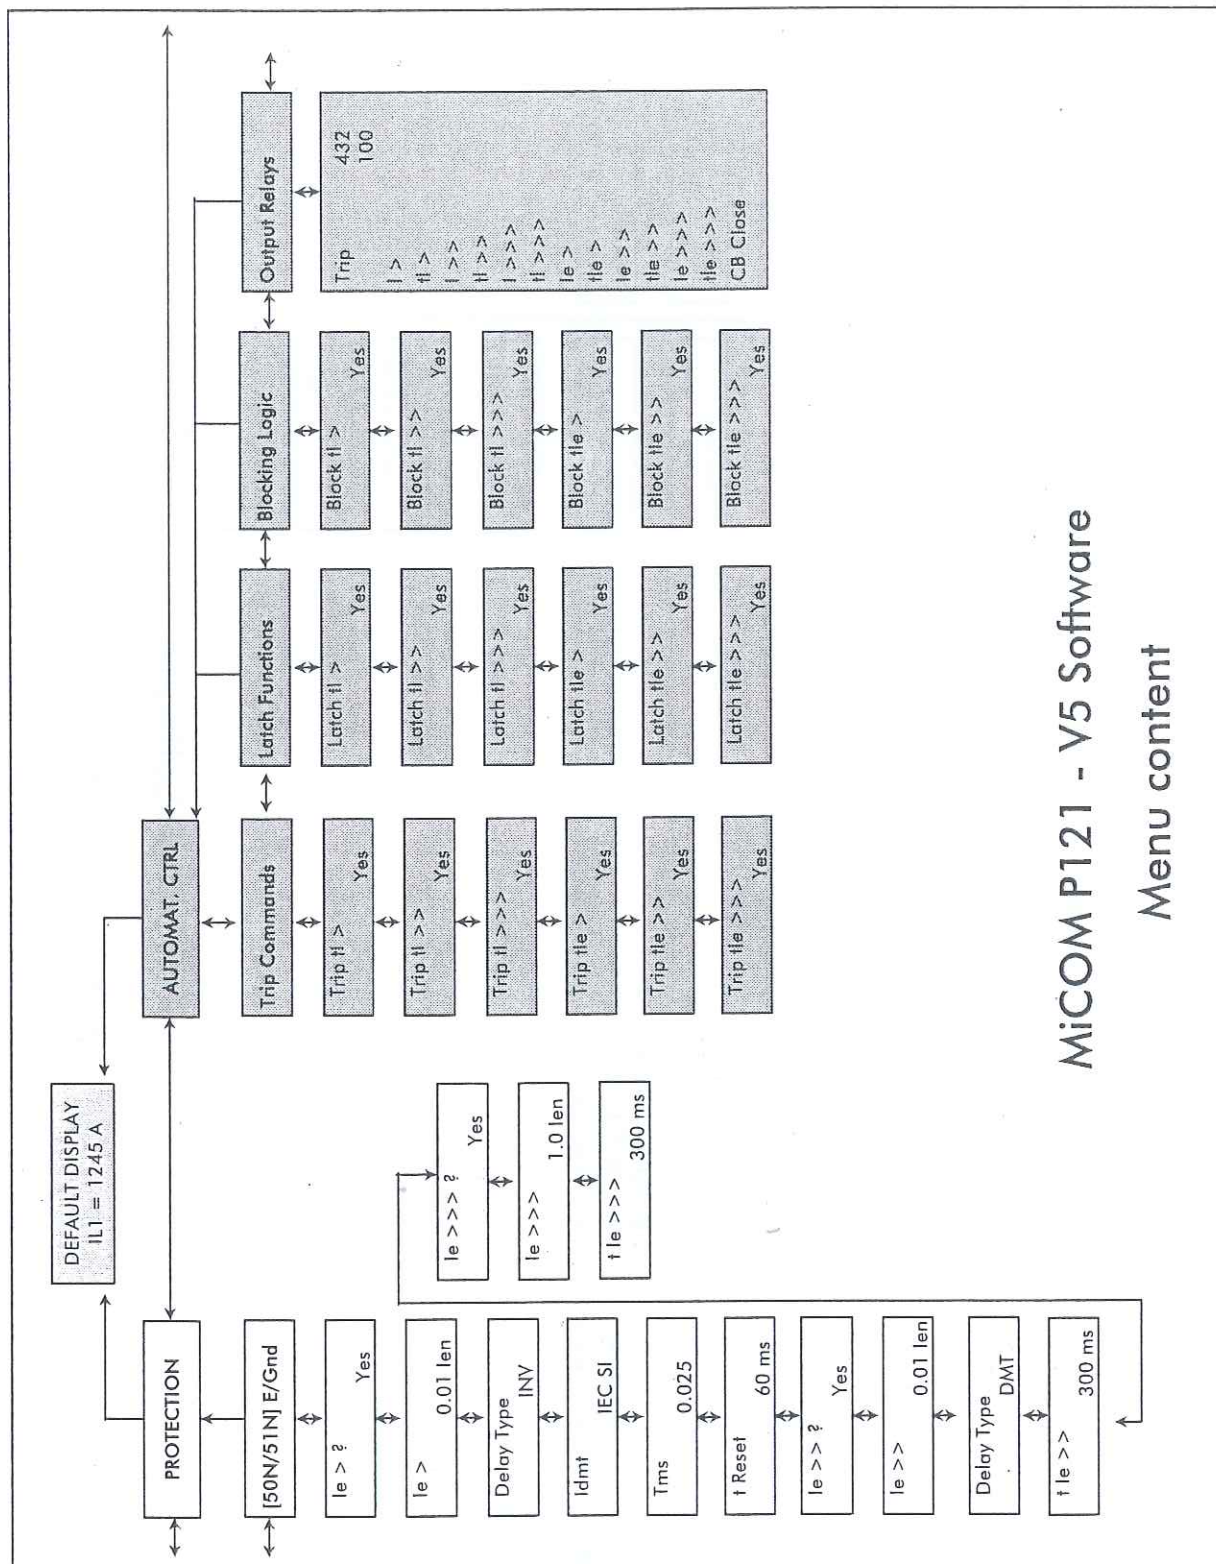 DEFAULT DISPLAY
IL1 = 1245 A
PROTECTION
[50N/51N] E/Gnd
Ie > ?
Yes
Ie >
0.01 Ien
Delay Type
INV
Idmt
IEC SI
Tms
0.025
t Reset
60 ms
Ie >> ?
Yes
Ie >>
0.01 Ien
Delay Type
DMT
t Ie >>
300 ms
Ie >>> ?
Yes
Ie >>>
1.0 Ien
t Ie >>>
300 ms
AUTOMAT. CTRL
Trip Commands
Trip tI >
Yes
Trip tI >>
Yes
Trip tI >>>
Yes
Trip tIe >
Yes
Trip tIe >>
Yes
Trip tIe >>>
Yes
Latch Functions
Latch tI >
Yes
Latch tI >>
Yes
Latch tI >>>
Yes
Latch tIe >
Yes
Latch tIe >>
Yes
Latch tIe >>>
Yes
Blocking Logic
Block tI >
Yes
Block tI >>
Yes
Block tI >>>
Yes
Block tIe >
Yes
Block tIe >>
Yes
Block tIe >>>
Yes
Output Relays
Trip 432
100
I >
tI >
I >>
tI >>
I >>>
tI >>>
Ie >
tIe >
Ie >>
tIe >>
Ie >>>
tIe >>>
CB Close
MiCOM P121 - V5 Software
Menu content